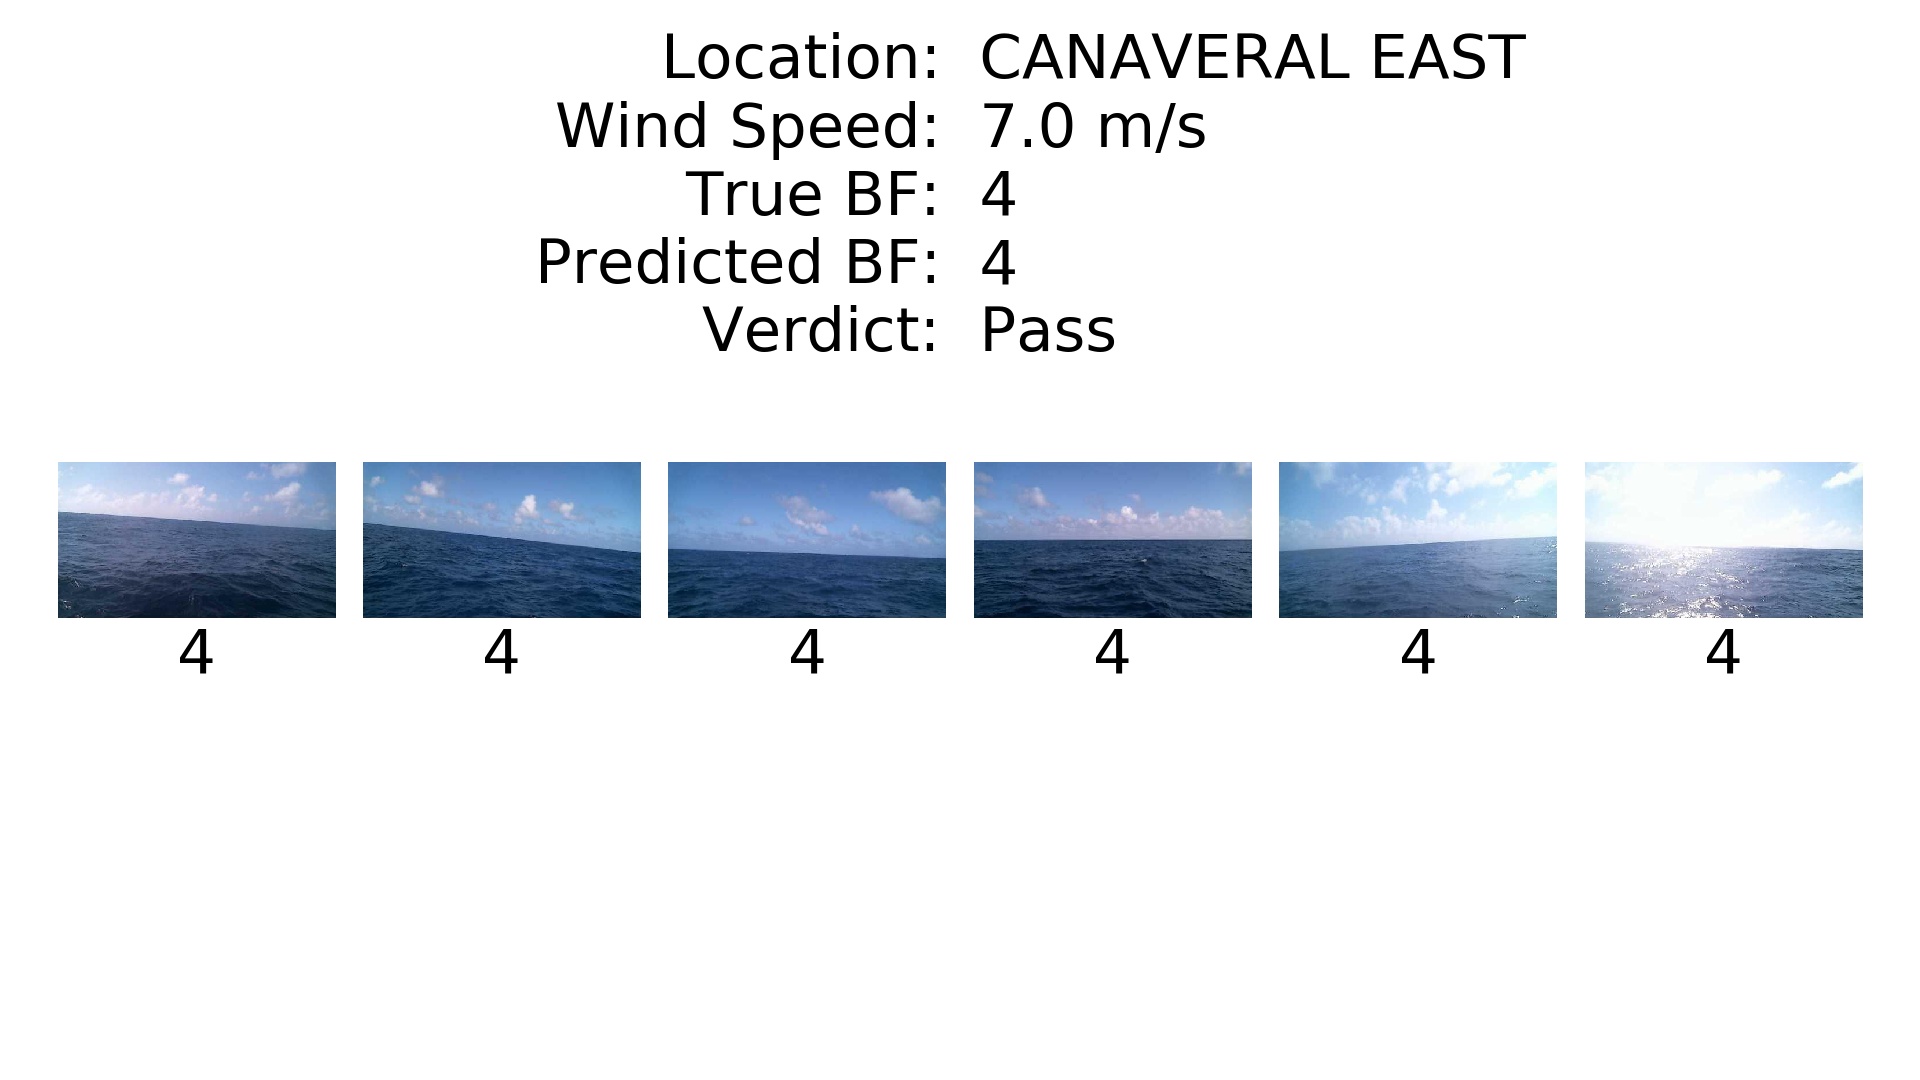 Location: CANAVERAL EAST
Wind Speed: 7.0 m/s
True BF: 4
Predicted BF: 4
Verdict: Pass
4 4 4 4 4 4